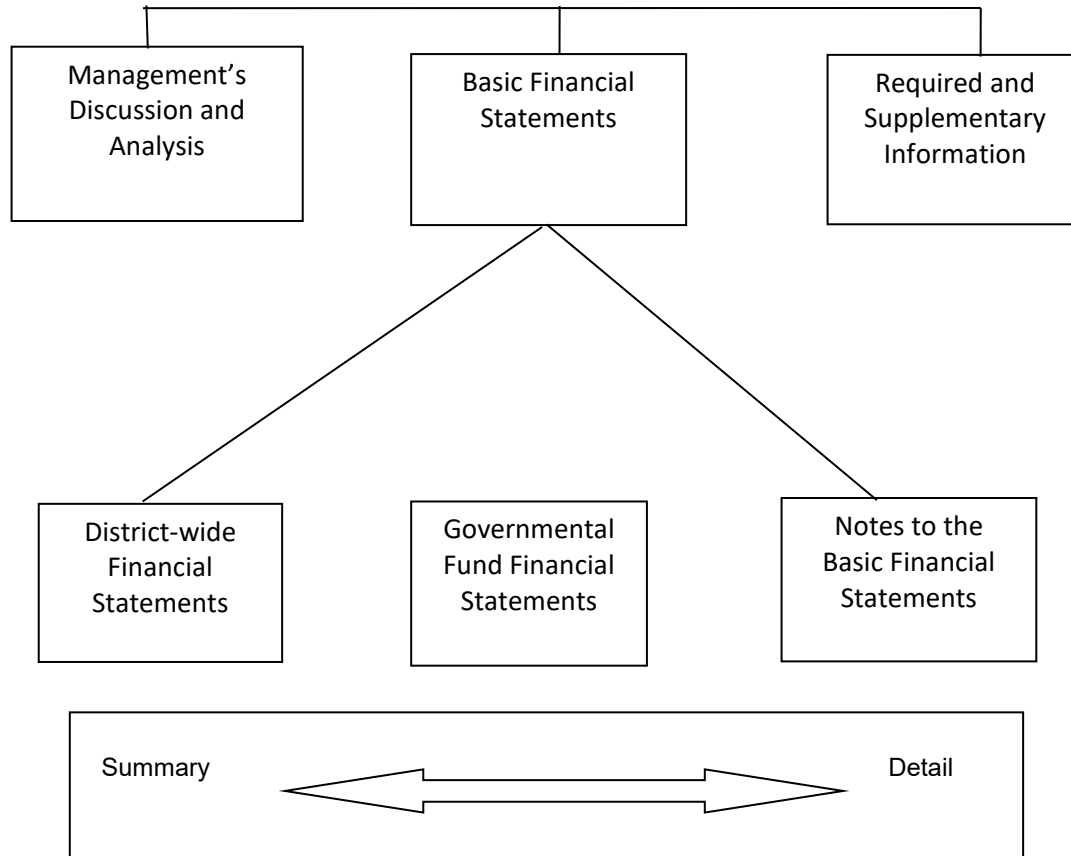 Management’s
Discussion and
Analysis
Basic Financial
Statements
Required and
Supplementary
Information
District-wide
Financial
Statements
Governmental
Fund Financial
Statements
Notes to the
Basic Financial
Statements
Summary
Detail